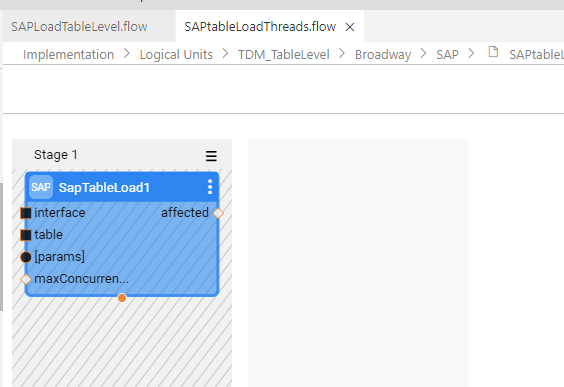 SAPLoadTableLevel.flow SAPtableLoadThreads.flow
Implementation Logical Units TDM_TableLevel Broadway SAP SAPtableL
Stage 1
SAP SapTableLoad1
interface affected
table
[params]
maxConcurren...